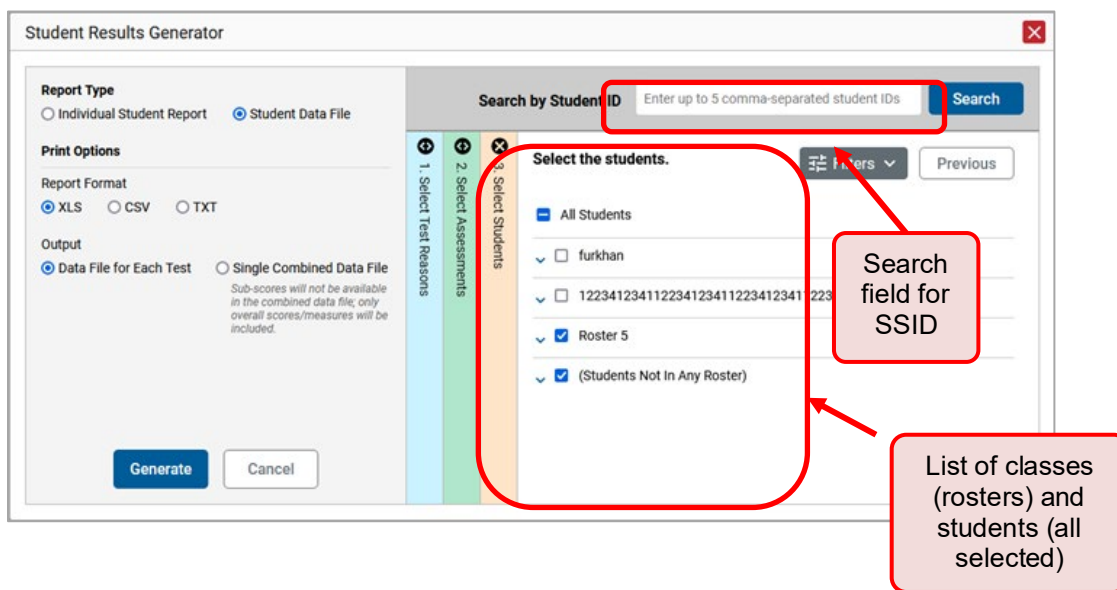 Student Results Generator
Report Type
Individual Student Report
Student Data File
Print Options
Report Format
XLS
CSV
TXT
Output
Data File for Each Test
Single Combined Data File
Sub-scores will not be available
in the combined data file; only
overall scores/measures will be
included.
Generate
Cancel
Search by Student ID
Enter up to 5 comma-separated student IDs
Search
1. Select Test Reasons
2. Select Assessments
3. Select Students
Select the students.
Filters
Previous
All Students
furkhan
Roster 5
(Students Not In Any Roster)
Search
field for
SSID
List of classes
(rosters) and
students (all
selected)